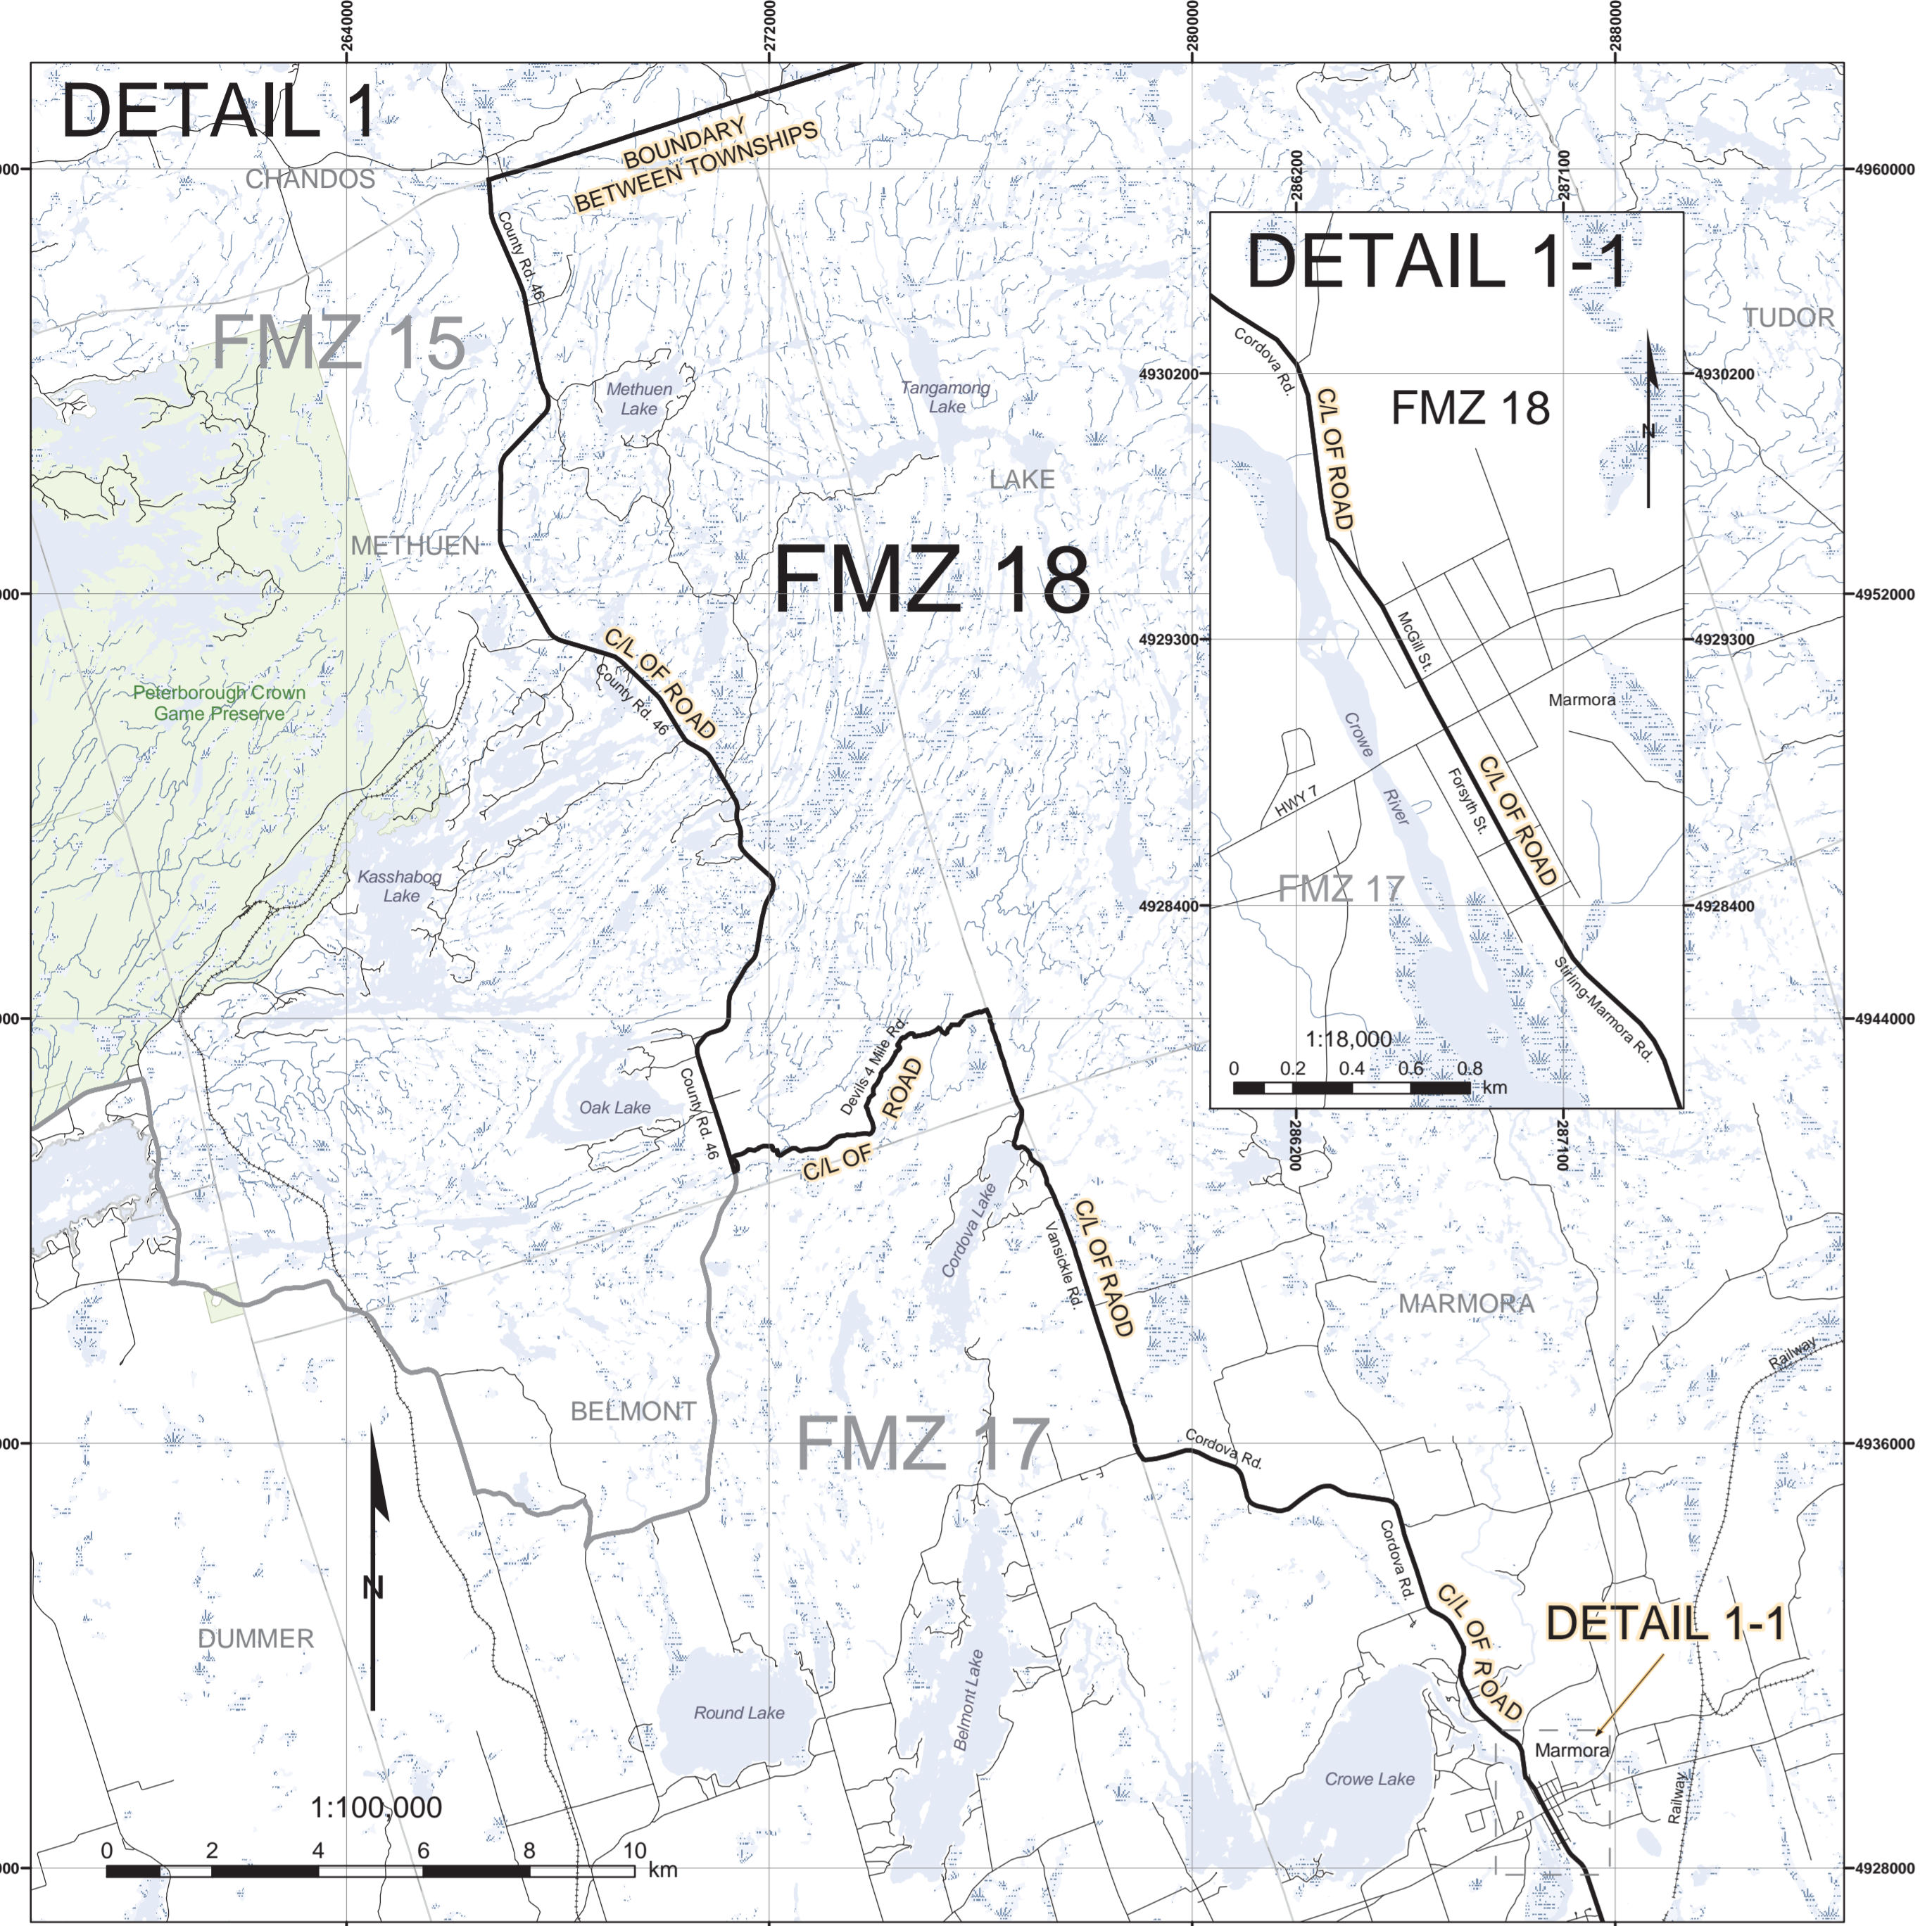 264000
272000
280000
288000
DETAIL 1
BOUNDARY
BETWEEN TOWNSHIPS
CHANDOS
000
4960000
286200
287100
County Rd. 46
DETAIL 1-1
TUDOR
FMZ 15
Cordova Rd.
4930200
4930200
Methuen
Lake
Tangamong
Lake
C/L OF ROAD
FMZ 18
N
LAKE
METHUEN
FMZ 18
000
4952000
McGill St.
4929300
4929300
C/L OF ROAD
County Rd. 46
Peterborough Crown
Game Preserve
Marmora
Crowe
River
HWY 7
Forsyth St.
C/L OF ROAD
Kasshabog
Lake
FMZ 17
4928400
4928400
Stirling-Marmora Rd.
000
4944000
1:18,000
0 0.2 0.4 0.6 0.8
km
286200
287100
Devils 4 Mile Rd.
C/L OF ROAD
Oak Lake
County Rd. 46
Cordova Lake
Vansickle Rd.
C/L OF RAOD
MARMORA
Railway
BELMONT
FMZ 17
Cordova Rd.
000
4936000
Cordova Rd.
N
C/L OF ROAD
DETAIL 1-1
DUMMER
Round Lake
Belmont Lake
Crowe Lake
Marmora
Railway
1:100,000
0 2 4 6 8 10
km
000
4928000